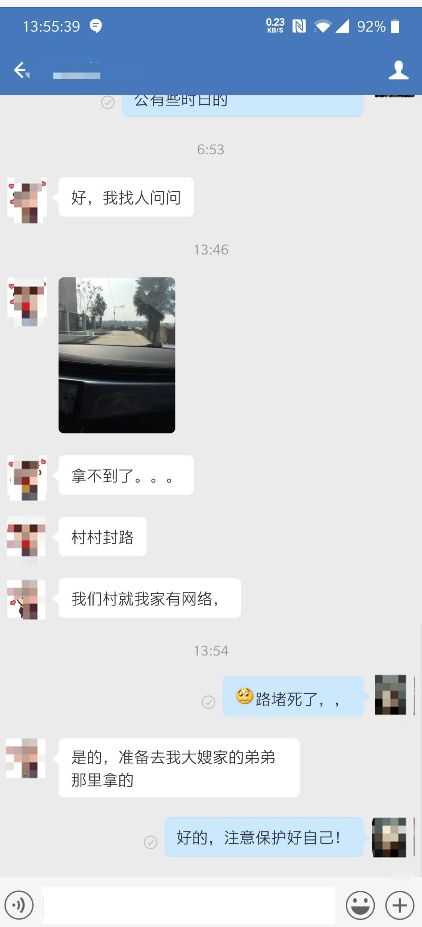 13:55:39
0.23
KB/S
92%
公有些时日的
6:53
好，我找人问问
13:46
拿不到了。。。
村村封路
我们村就我家有网络，
13:54
🥺路堵死了，，
是的，准备去我大嫂家的弟弟
那里拿的
好的，注意保护好自己！